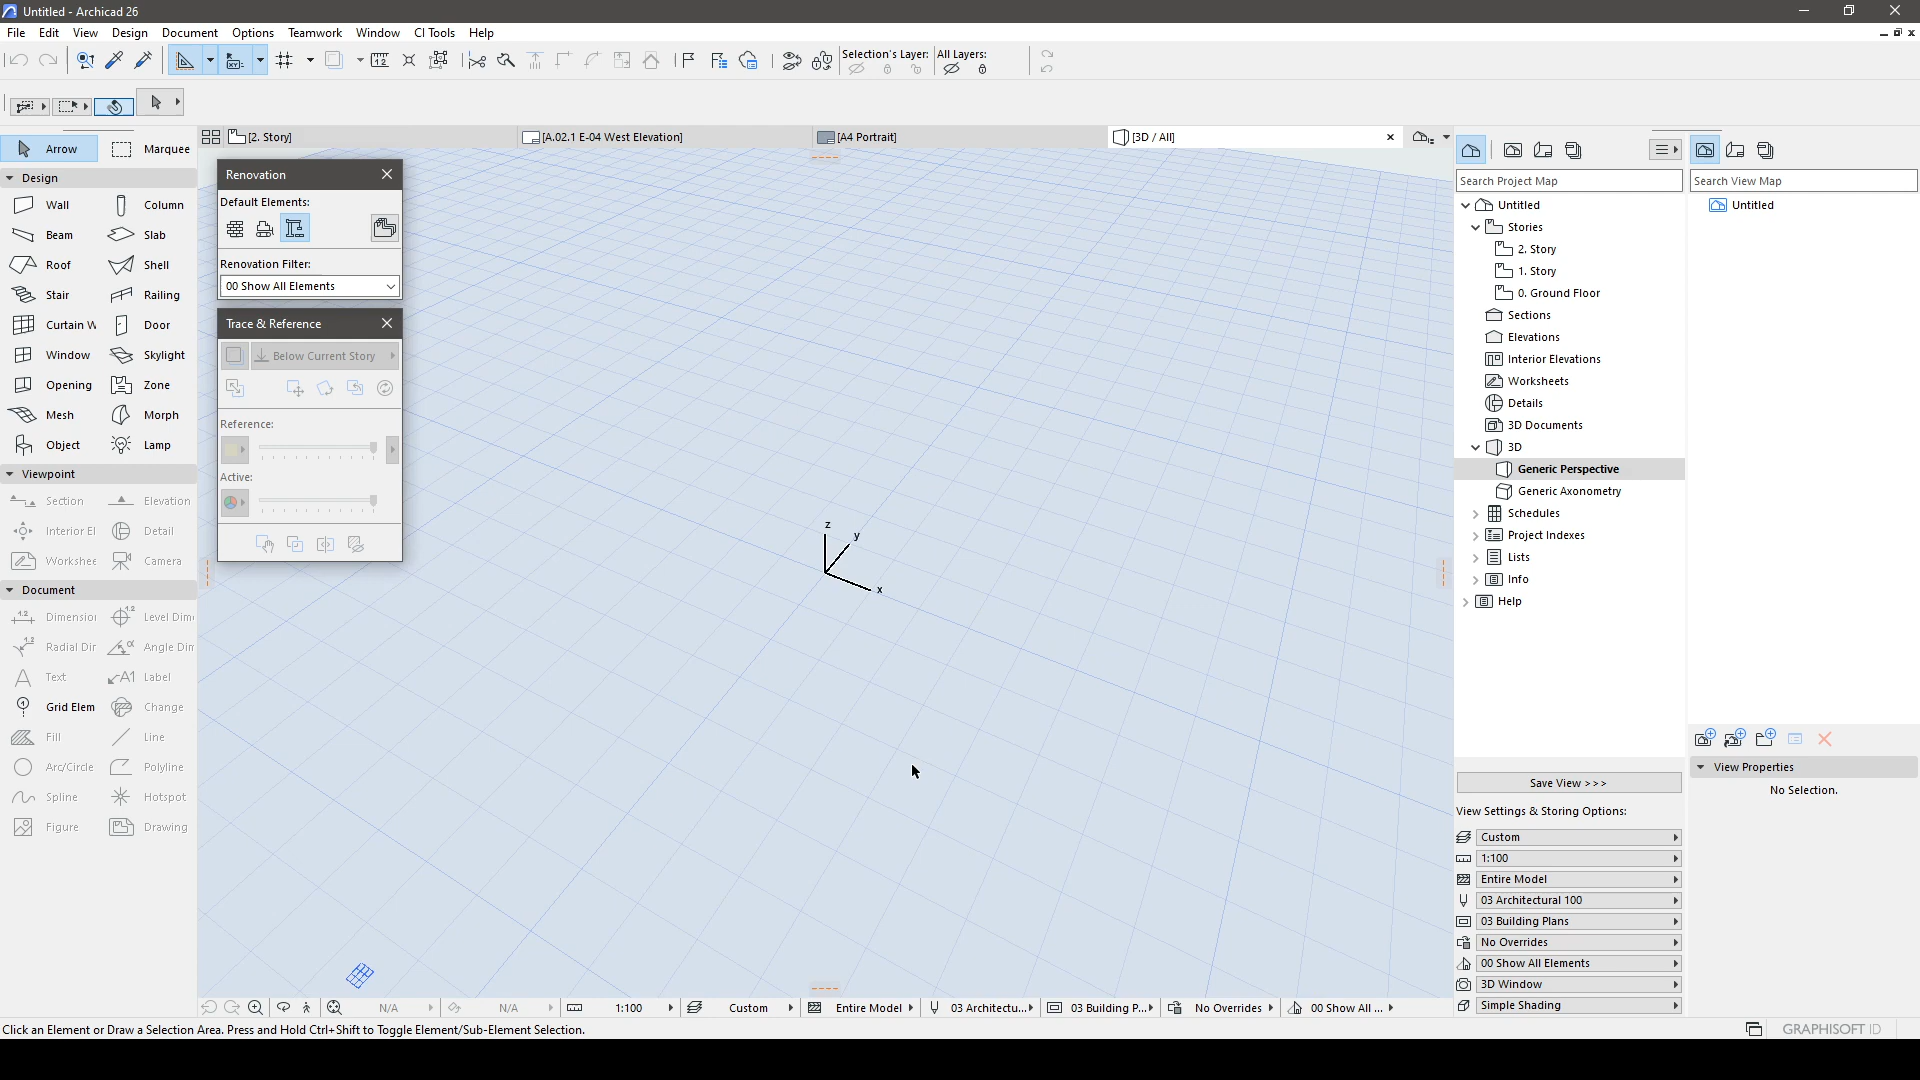 Untitled - Archicad 26
File Edit View Design Document Options Teamwork Window CI Tools Help
Selection's Layer: All Layers:
[2. Story] [A.02.1 E-04 West Elevation] [A4 Portrait] [3D / All]
Arrow Marquee
Design
Wall Column
Beam Slab
Roof Shell
Stair Railing
Curtain W Door
Window Skylight
Opening Zone
Mesh Morph
Object Lamp
Viewpoint
Section Elevation
Interior El Detail
Workshee Camera
Document
Dimension Level Dim
Radial Dir Angle Dim
Text Label
Grid Elem Change
Fill Line
Arc/Circle Polyline
Spline Hotspot
Figure Drawing
Renovation
Default Elements:
Renovation Filter:
00 Show All Elements
Trace & Reference
Below Current Story
Reference:
Active:
z
y
x
Search Project Map
Untitled
Stories
2. Story
1. Story
0. Ground Floor
Sections
Elevations
Interior Elevations
Worksheets
Details
3D Documents
3D
Generic Perspective
Generic Axonometry
Schedules
Project Indexes
Lists
Info
Help
Save View >>>
View Settings & Storing Options:
Custom
1:100
Entire Model
03 Architectural 100
03 Building Plans
No Overrides
00 Show All Elements
3D Window
Simple Shading
Search View Map
Untitled
View Properties
No Selection.
N/A N/A 1:100 Custom Entire Model 03 Architectu... 03 Building P... No Overrides 00 Show All ...
Click an Element or Draw a Selection Area. Press and Hold Ctrl+Shift to Toggle Element/Sub-Element Selection.
GRAPHISOFT ID